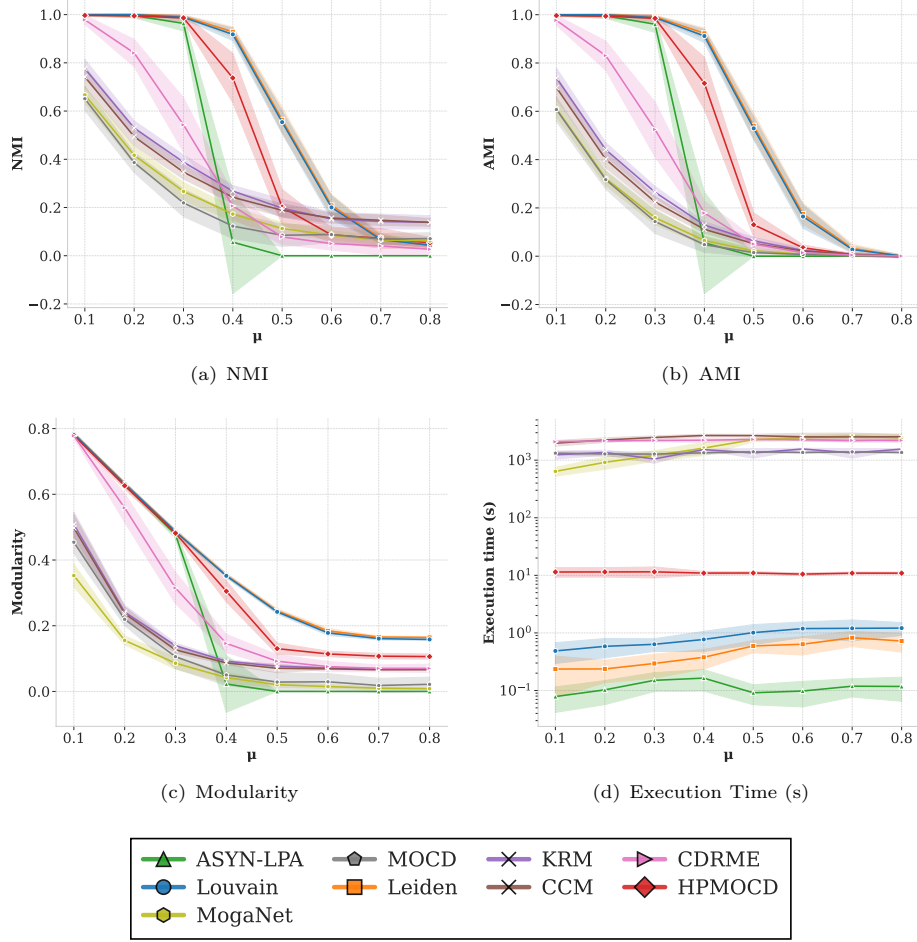 1.0
0.8
0.6
0.4
0.2
0.0
−0.2
NMI
0.1 0.2 0.3 0.4 0.5 0.6 0.7 0.8
μ
(a) NMI
1.0
0.8
0.6
0.4
0.2
0.0
−0.2
AMI
0.1 0.2 0.3 0.4 0.5 0.6 0.7 0.8
μ
(b) AMI
0.8
0.6
0.4
0.2
0.0
Modularity
0.1 0.2 0.3 0.4 0.5 0.6 0.7 0.8
μ
(c) Modularity
10³
10²
10¹
10⁰
10⁻¹
Execution time (s)
0.1 0.2 0.3 0.4 0.5 0.6 0.7 0.8
μ
(d) Execution Time (s)
ASYN-LPA MOCD KRM CDRME
Louvain Leiden CCM HPMOCD
MogaNet